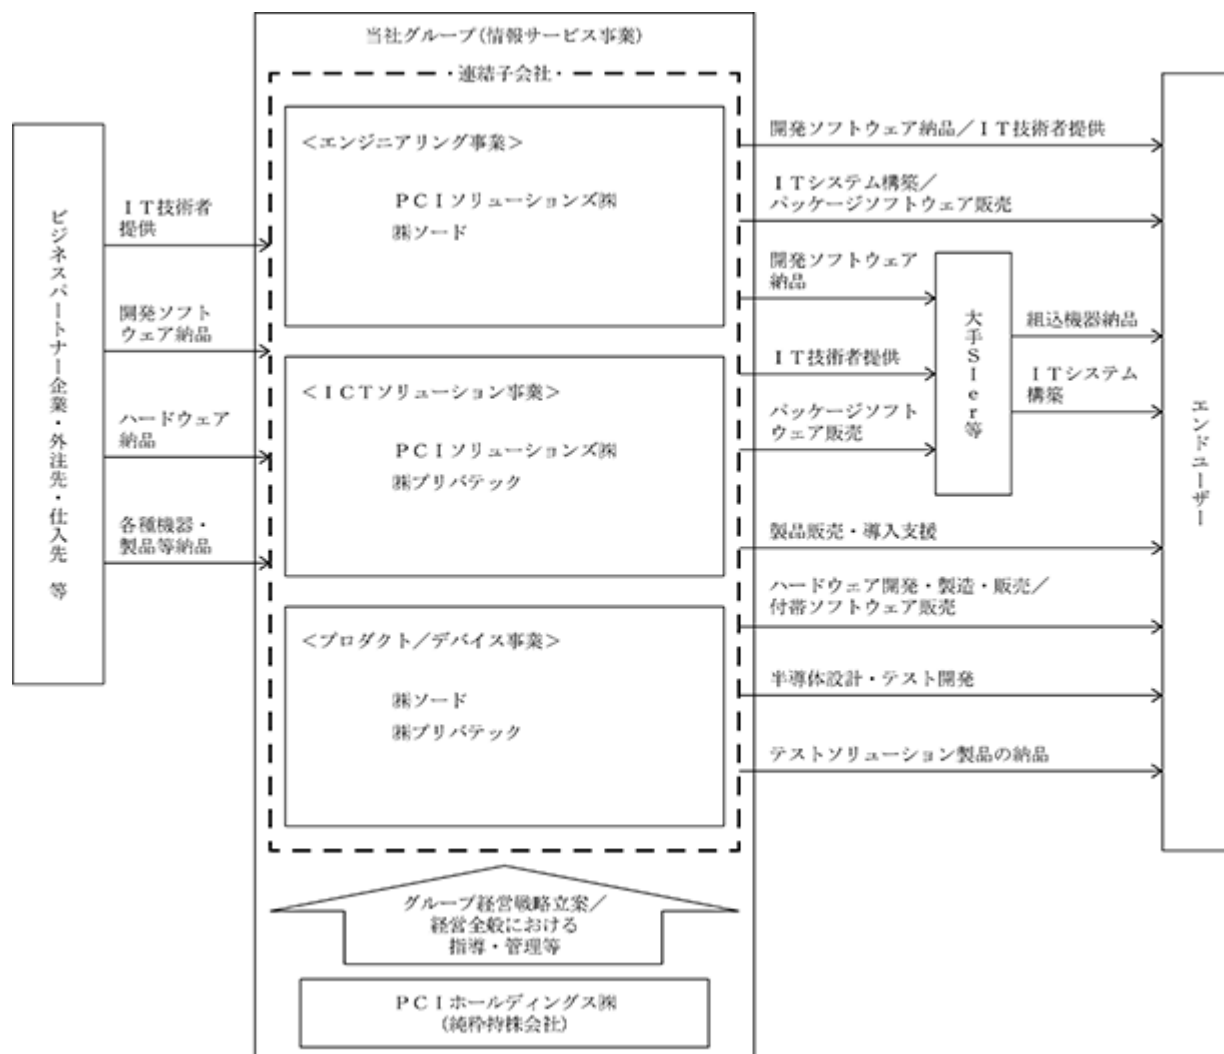 当社グループ(情報サービス事業)
連結子会社
ビジネスパートナー企業・外注先・仕入先 等
ＩＴ技術者
提供
開発ソフト
ウェア納品
ハードウェア
納品
各種機器・
製品等納品
＜エンジニアリング事業＞
ＰＣＩソリューションズ㈱
㈱ソード
＜ＩＣＴソリューション事業＞
ＰＣＩソリューションズ㈱
㈱プリバテック
＜プロダクト／デバイス事業＞
㈱ソード
㈱プリバテック
グループ経営戦略立案／
経営全般における
指導・管理等
ＰＣＩホールディングス㈱
(純粋持株会社)
開発ソフトウェア納品／ＩＴ技術者提供
ＩＴシステム構築／
パッケージソフトウェア販売
開発ソフトウェア
納品
ＩＴ技術者提供
パッケージソフト
ウェア販売
大手ＳＩｅｒ等
組込機器納品
ＩＴシステム
構築
製品販売・導入支援
ハードウェア開発・製造・販売／
付帯ソフトウェア販売
半導体設計・テスト開発
テストソリューション製品の納品
エンドユーザー